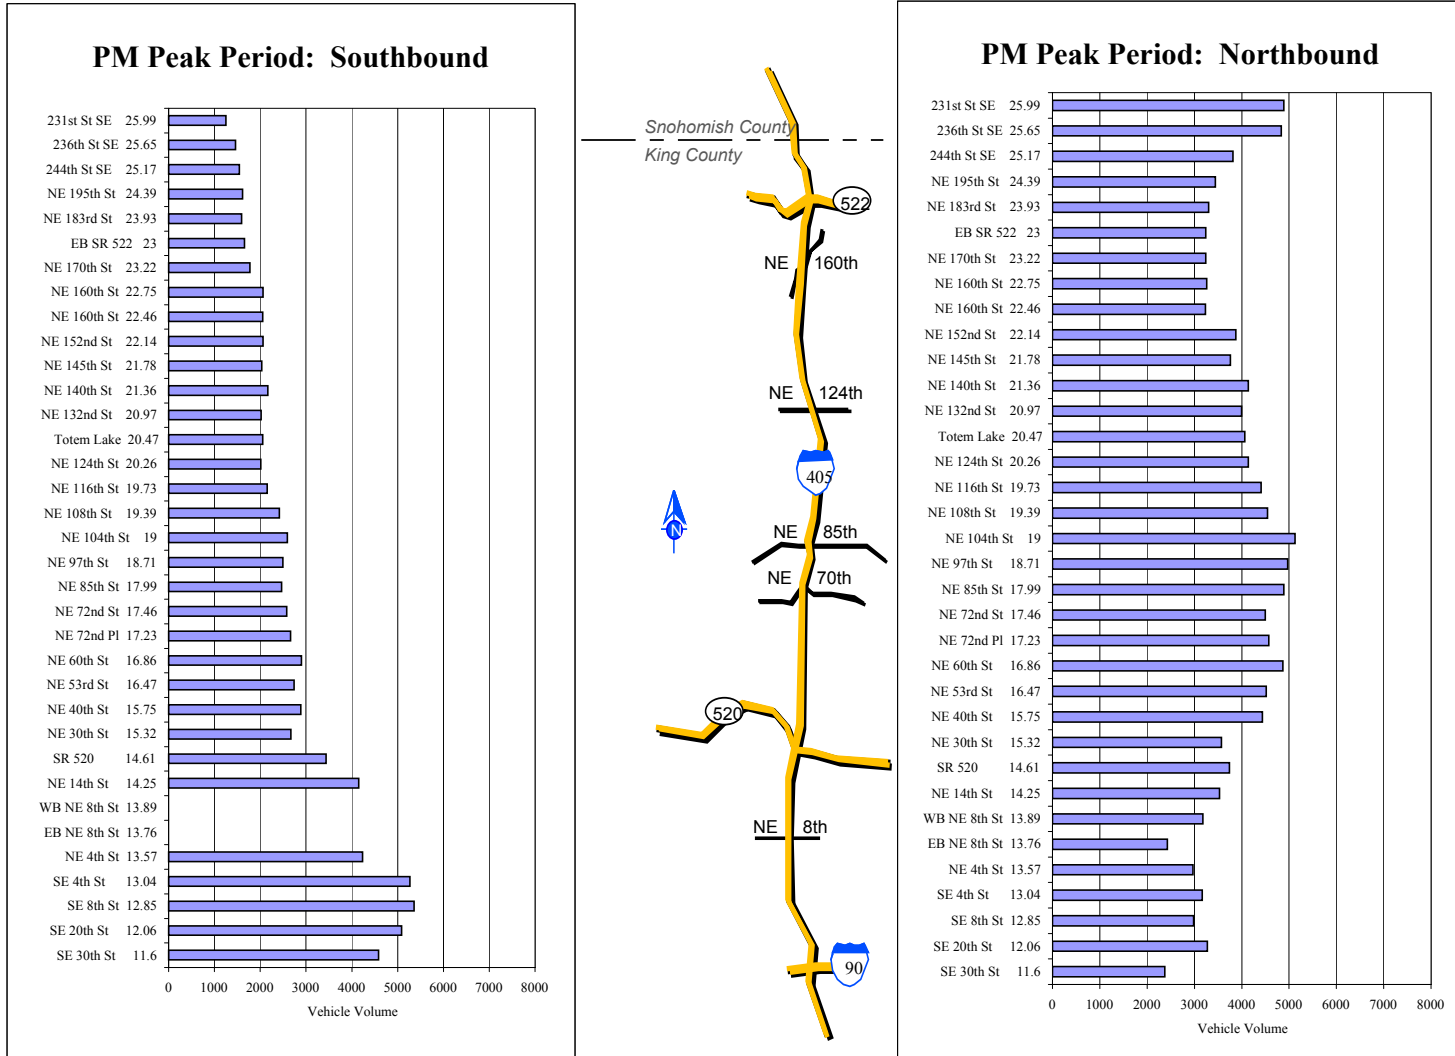 PM Peak Period: Southbound
231st St SE 25.99
236th St SE 25.65
244th St SE 25.17
NE 195th St 24.39
NE 183rd St 23.93
EB SR 522 23
NE 170th St 23.22
NE 160th St 22.75
NE 160th St 22.46
NE 152nd St 22.14
NE 145th St 21.78
NE 140th St 21.36
NE 132nd St 20.97
Totem Lake 20.47
NE 124th St 20.26
NE 116th St 19.73
NE 108th St 19.39
NE 104th St 19
NE 97th St 18.71
NE 85th St 17.99
NE 72nd St 17.46
NE 72nd Pl 17.23
NE 60th St 16.86
NE 53rd St 16.47
NE 40th St 15.75
NE 30th St 15.32
SR 520 14.61
NE 14th St 14.25
WB NE 8th St 13.89
EB NE 8th St 13.76
NE 4th St 13.57
SE 4th St 13.04
SE 8th St 12.85
SE 20th St 12.06
SE 30th St 11.6
0 1000 2000 3000 4000 5000 6000 7000 8000
Vehicle Volume
Snohomish County
King County
522
NE 160th
NE 124th
405
N
NE 85th
NE 70th
520
NE 8th
90
PM Peak Period: Northbound
231st St SE 25.99
236th St SE 25.65
244th St SE 25.17
NE 195th St 24.39
NE 183rd St 23.93
EB SR 522 23
NE 170th St 23.22
NE 160th St 22.75
NE 160th St 22.46
NE 152nd St 22.14
NE 145th St 21.78
NE 140th St 21.36
NE 132nd St 20.97
Totem Lake 20.47
NE 124th St 20.26
NE 116th St 19.73
NE 108th St 19.39
NE 104th St 19
NE 97th St 18.71
NE 85th St 17.99
NE 72nd St 17.46
NE 72nd Pl 17.23
NE 60th St 16.86
NE 53rd St 16.47
NE 40th St 15.75
NE 30th St 15.32
SR 520 14.61
NE 14th St 14.25
WB NE 8th St 13.89
EB NE 8th St 13.76
NE 4th St 13.57
SE 4th St 13.04
SE 8th St 12.85
SE 20th St 12.06
SE 30th St 11.6
0 1000 2000 3000 4000 5000 6000 7000 8000
Vehicle Volume